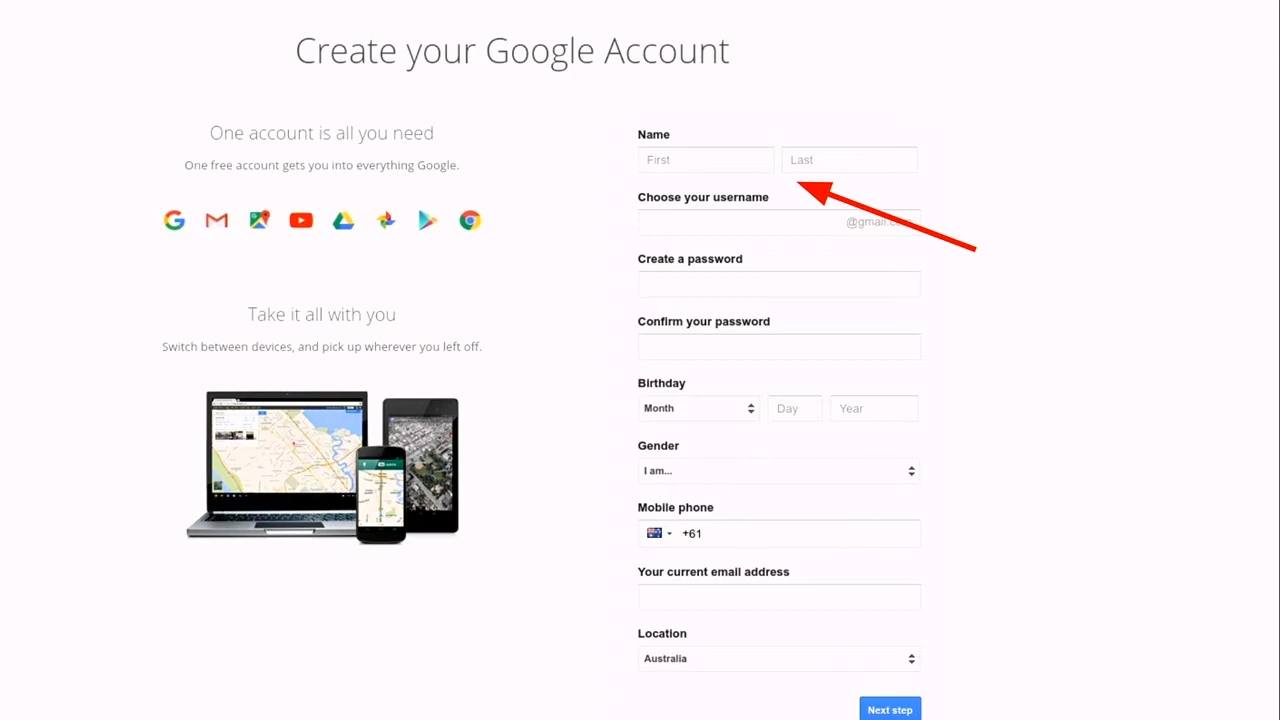 Create your Google Account
One account is all you need
One free account gets you into everything Google.
Take it all with you
Switch between devices, and pick up wherever you left off.
Name
First Last
Choose your username
@gmail.com
Create a password
Confirm your password
Birthday
Month Day Year
Gender
I am...
Mobile phone
+61
Your current email address
Location
Australia
Next step